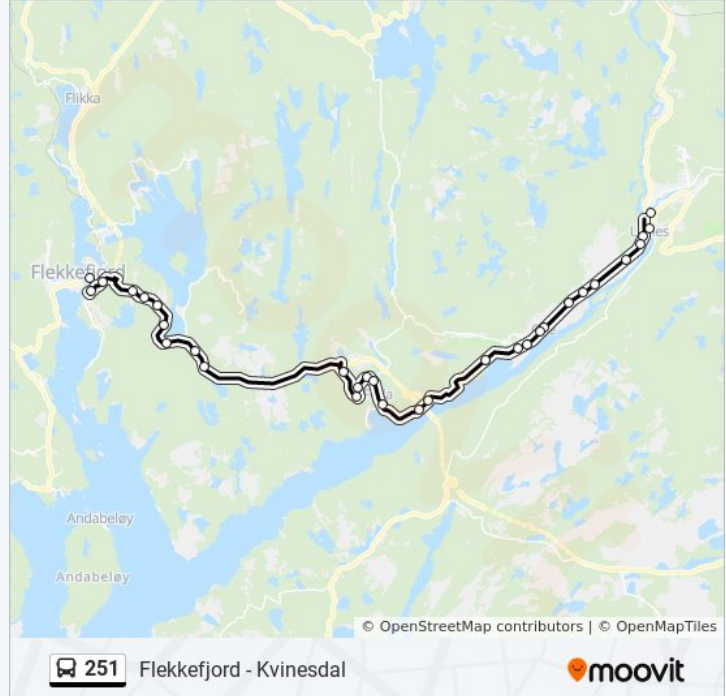 Flikka
Flekkefjord
Andabeløy
Andabeløy
© OpenStreetMap contributors | © OpenMapTiles
251 Flekkefjord - Kvinesdal
moovit